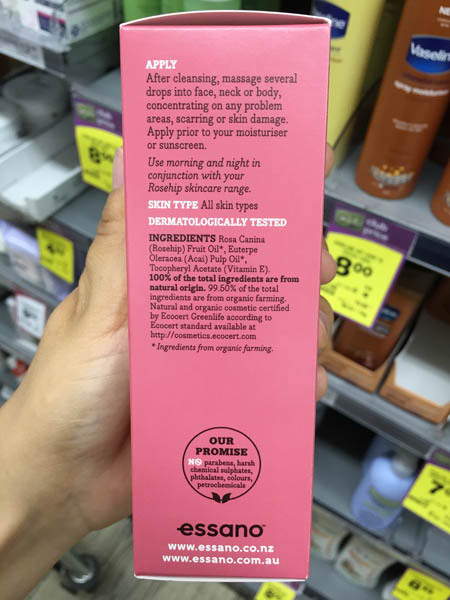 APPLY
After cleansing, massage several
drops into face, neck or body,
concentrating on any problem
areas, scarring or skin damage.
Apply prior to your moisturiser
or sunscreen.
Use morning and night in
conjunction with your
Rosehip skincare range.
SKIN TYPE All skin types
DERMATOLOGICALLY TESTED
INGREDIENTS Rosa Canina
(Rosehip) Fruit Oil*, Euterpe
Oleracea (Acai) Pulp Oil*,
Tocopheryl Acetate (Vitamin E).
100% of the total ingredients are from
natural origin. 99.50% of the total
ingredients are from organic farming.
Natural and organic cosmetic certified
by Ecocert Greenlife according to
Ecocert standard available at
http://cosmetics.ecocert.com
* Ingredients from organic farming.
OUR
PROMISE
NO parabens, harsh
chemical sulphates,
phthalates, colours,
petrochemicals
essano
www.essano.co.nz
www.essano.com.au
Vaseline
club
price
800